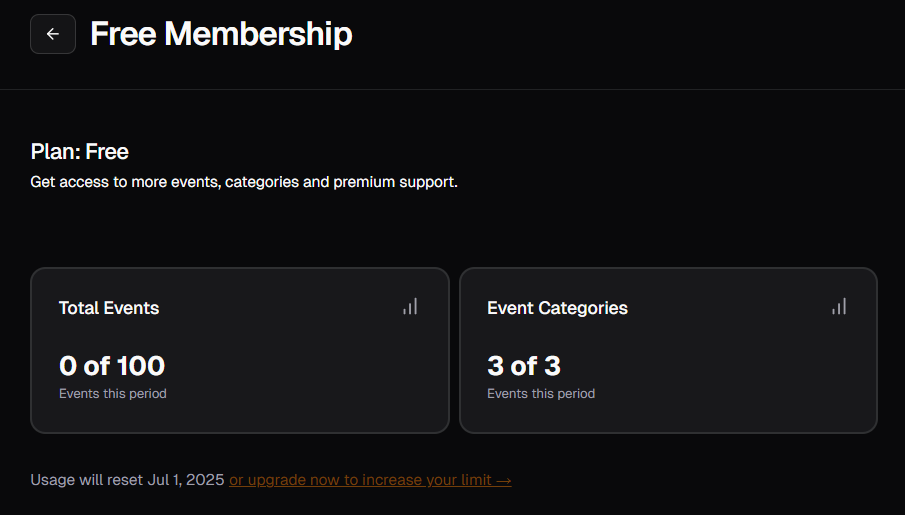 Free Membership
Plan: Free
Get access to more events, categories and premium support.
Total Events
0 of 100
Events this period
Event Categories
3 of 3
Events this period
Usage will reset Jul 1, 2025 or upgrade now to increase your limit →